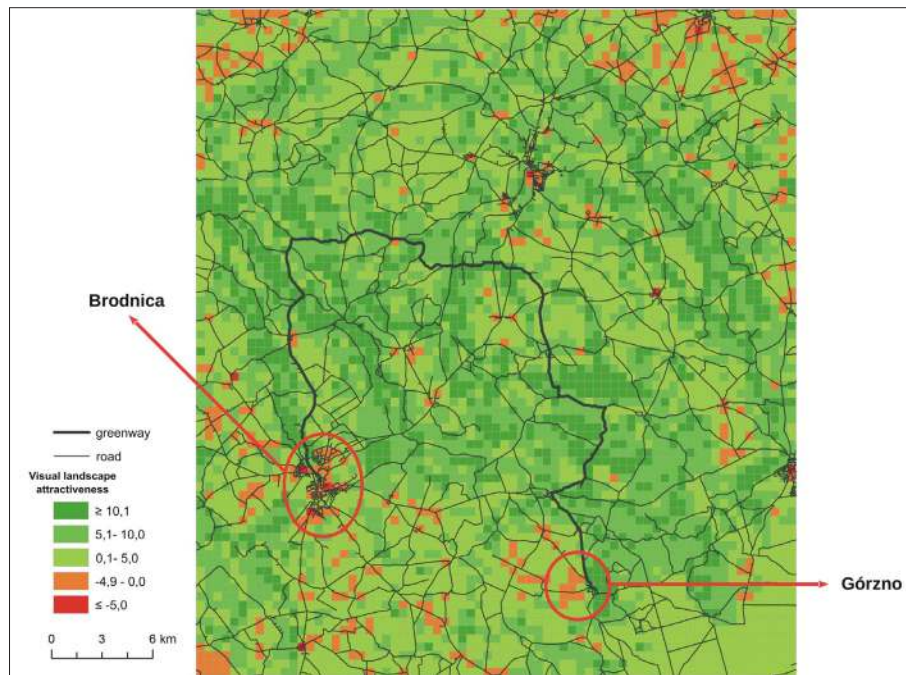 Brodnica
greenway
road
Visual landscape
attractiveness
≥ 10,1
5,1- 10,0
0,1- 5,0
-4,9 - 0,0
≤ -5,0
0 3 6 km
Górzno